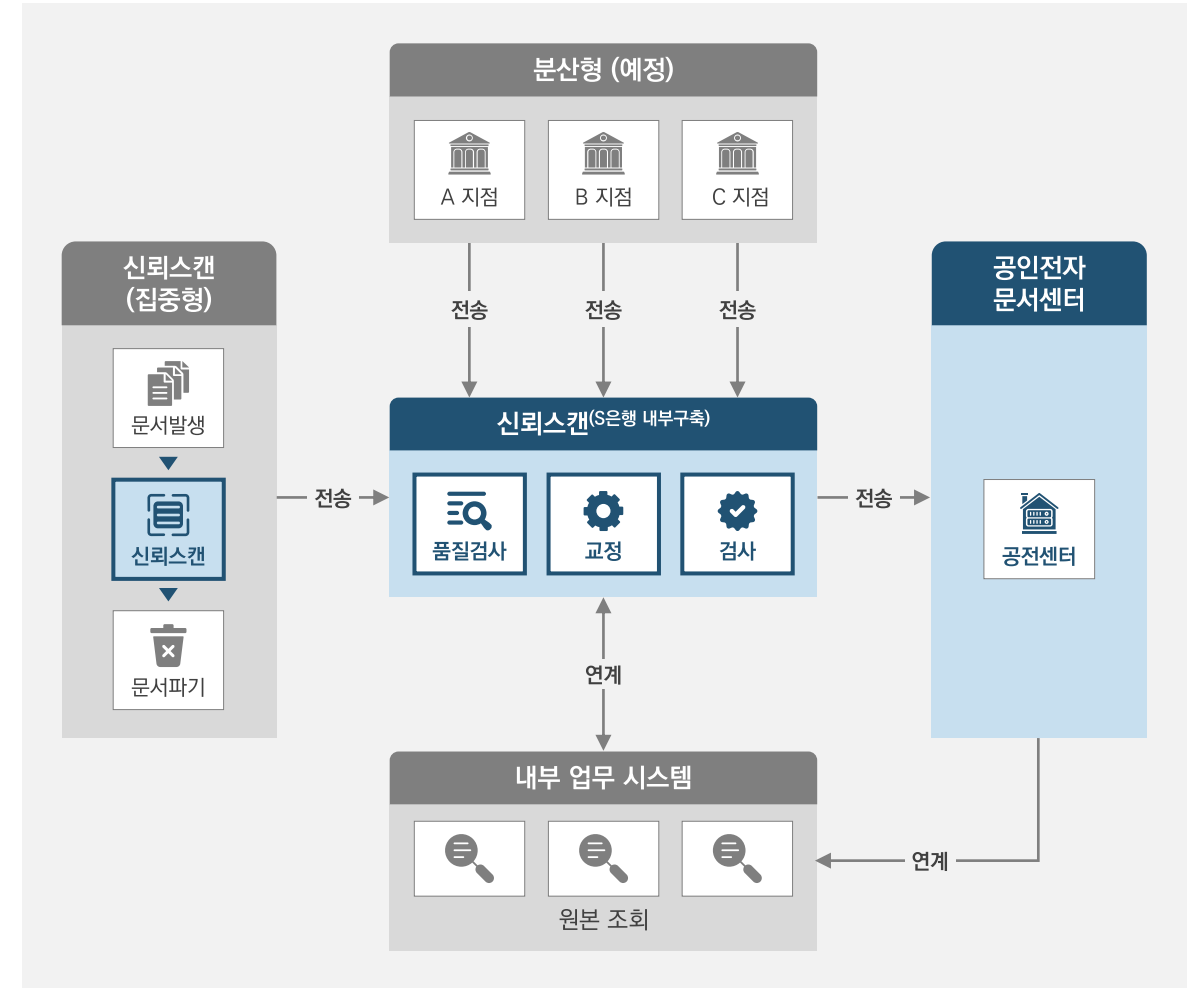 분산형 (예정)
A 지점
B 지점
C 지점
전송
전송
전송
신뢰스캔
(집중형)
문서발생
신뢰스캔
문서파기
전송
신뢰스캔(S은행 내부구축)
품질검사
교정
검사
전송
공인전자
문서센터
공전센터
연계
내부 업무 시스템
원본 조회
연계